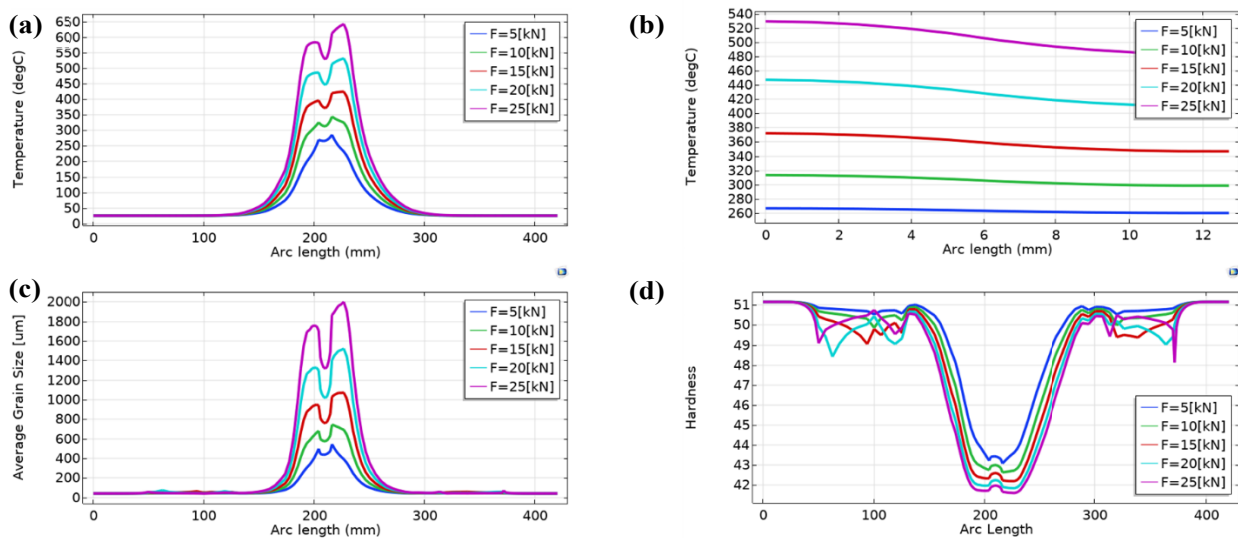 (a)
Temperature (degC)
650
600
550
500
450
400
350
300
250
200
150
100
50
0 100 200 300 400
Arc length (mm)
F=5[kN]
F=10[kN]
F=15[kN]
F=20[kN]
F=25[kN]
(b)
Temperature (degC)
540
520
500
480
460
440
420
400
380
360
340
320
300
280
260
0 2 4 6 8 10 12
Arc length (mm)
F=5[kN]
F=10[kN]
F=15[kN]
F=20[kN]
F=25[kN]
(c)
Average Grain Size [um]
2000
1800
1600
1400
1200
1000
800
600
400
200
0
0 100 200 300 400
Arc length (mm)
F=5[kN]
F=10[kN]
F=15[kN]
F=20[kN]
F=25[kN]
(d)
Hardness
51
50
49
48
47
46
45
44
43
42
0 100 200 300 400
Arc Length
F=5[kN]
F=10[kN]
F=15[kN]
F=20[kN]
F=25[kN]